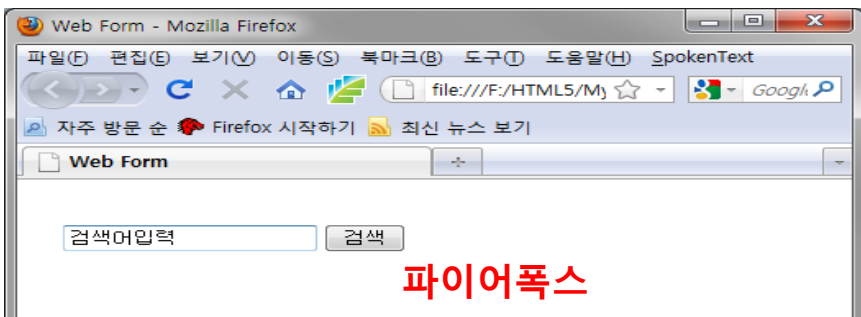 Web Form - Mozilla Firefox
파일(F) 편집(E) 보기(V) 이동(S) 북마크(B) 도구(T) 도움말(H) SpokenText
file:///F:/HTML5/My Googl
자주 방문 순 Firefox 시작하기 최신 뉴스 보기
Web Form
검색어입력 검색
파이어폭스